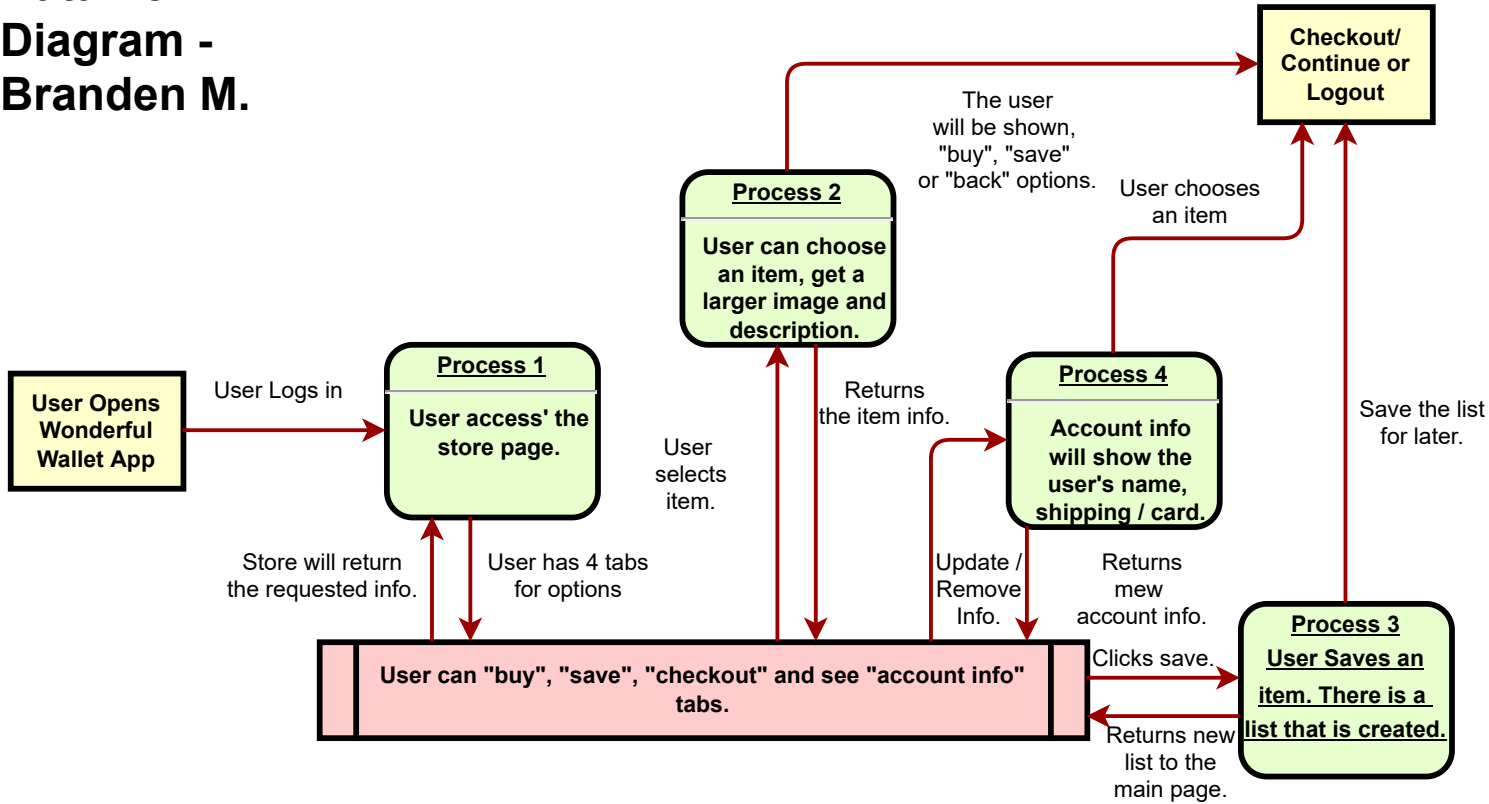 Diagram -
Branden M.
Checkout/
Continue or
Logout
The user
will be shown,
"buy", "save"
or "back" options.
User chooses
an item
Process 2
User can choose
an item, get a
larger image and
description.
Process 1
User access' the
store page.
User Logs in
User Opens
Wonderful
Wallet App
Returns
the item info.
Process 4
Account info
will show the
user's name,
shipping / card.
Save the list
for later.
User
selects
item.
Store will return
the requested info.
User has 4 tabs
for options
Update /
Remove
Info.
Returns
mew
account info.
Process 3
User Saves an
item. There is a
list that is created.
User can "buy", "save", "checkout" and see "account info"
tabs.
Clicks save.
Returns new
list to the
main page.